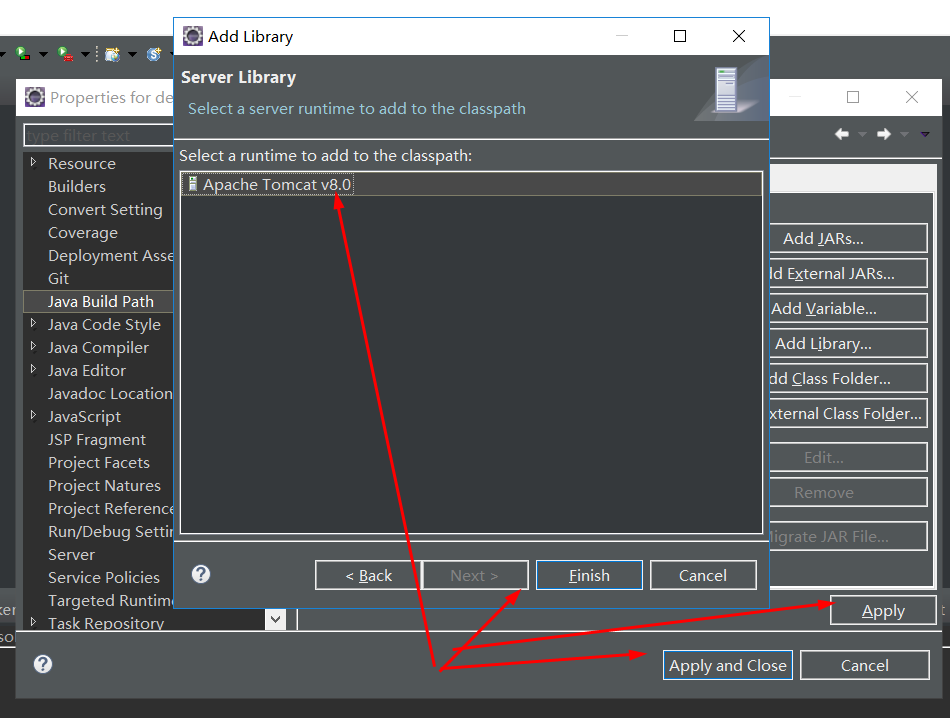 Add Library
Server Library
Select a server runtime to add to the classpath
Select a runtime to add to the classpath:
Apache Tomcat v8.0
< Back
Next >
Finish
Cancel
Properties for de
type filter text
Resource
Builders
Convert Setting
Coverage
Deployment Asse
Git
Java Build Path
Java Code Style
Java Compiler
Java Editor
Javadoc Location
JavaScript
JSP Fragment
Project Facets
Project Natures
Project Reference
Run/Debug Settin
Server
Service Policies
Targeted Runtime
Task Repository
Add JARs...
dd External JARs...
Add Variable...
Add Library...
dd Class Folder...
xternal Class Folder...
Edit...
Remove
Migrate JAR File...
Apply
Apply and Close
Cancel